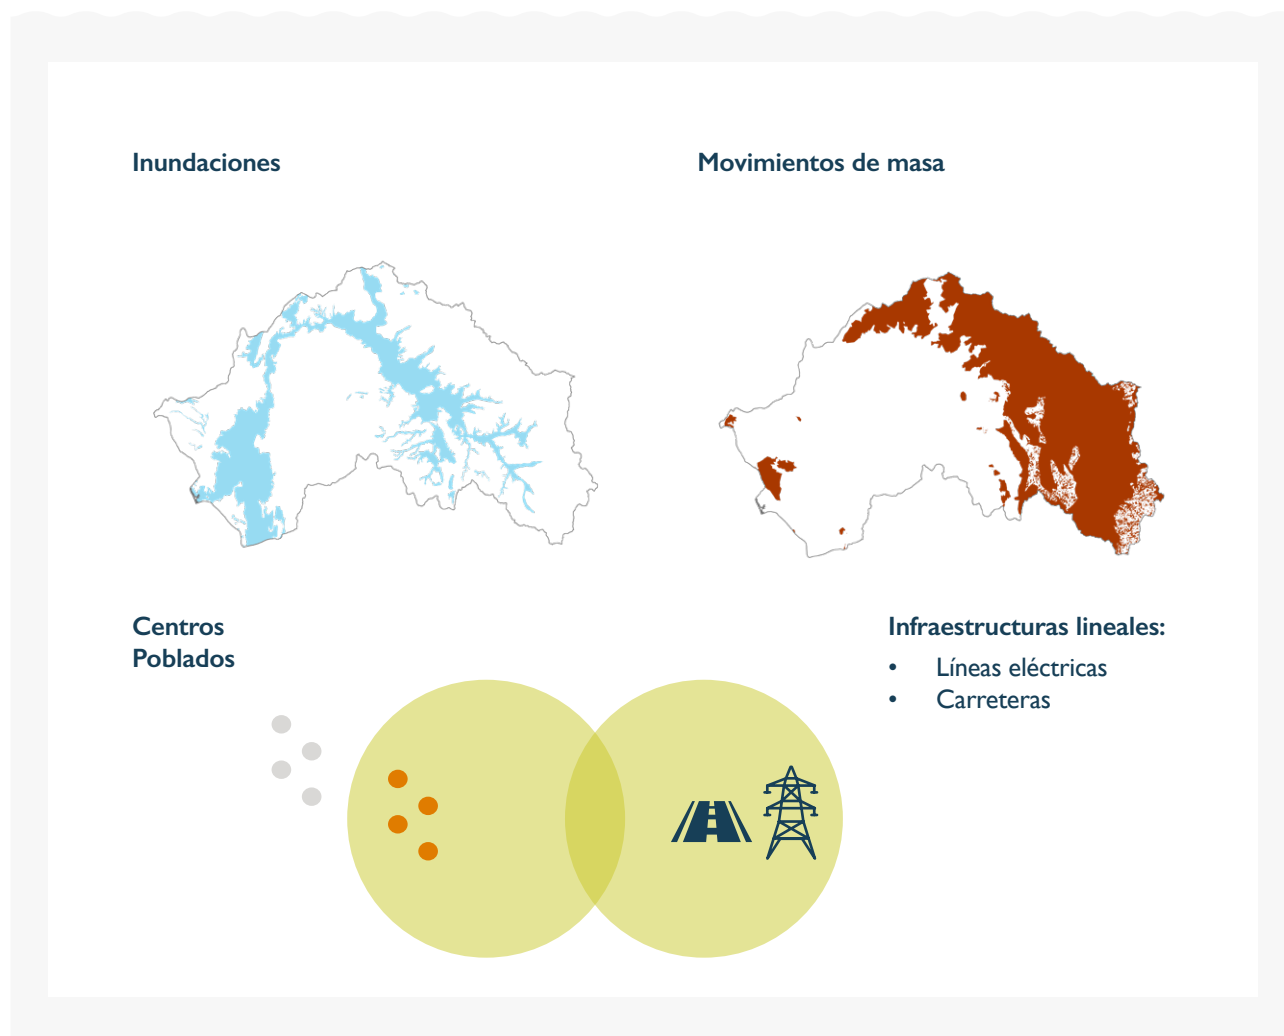 Inundaciones
Movimientos de masa
Centros
Poblados
Infraestructuras lineales:
• Líneas eléctricas
• Carreteras